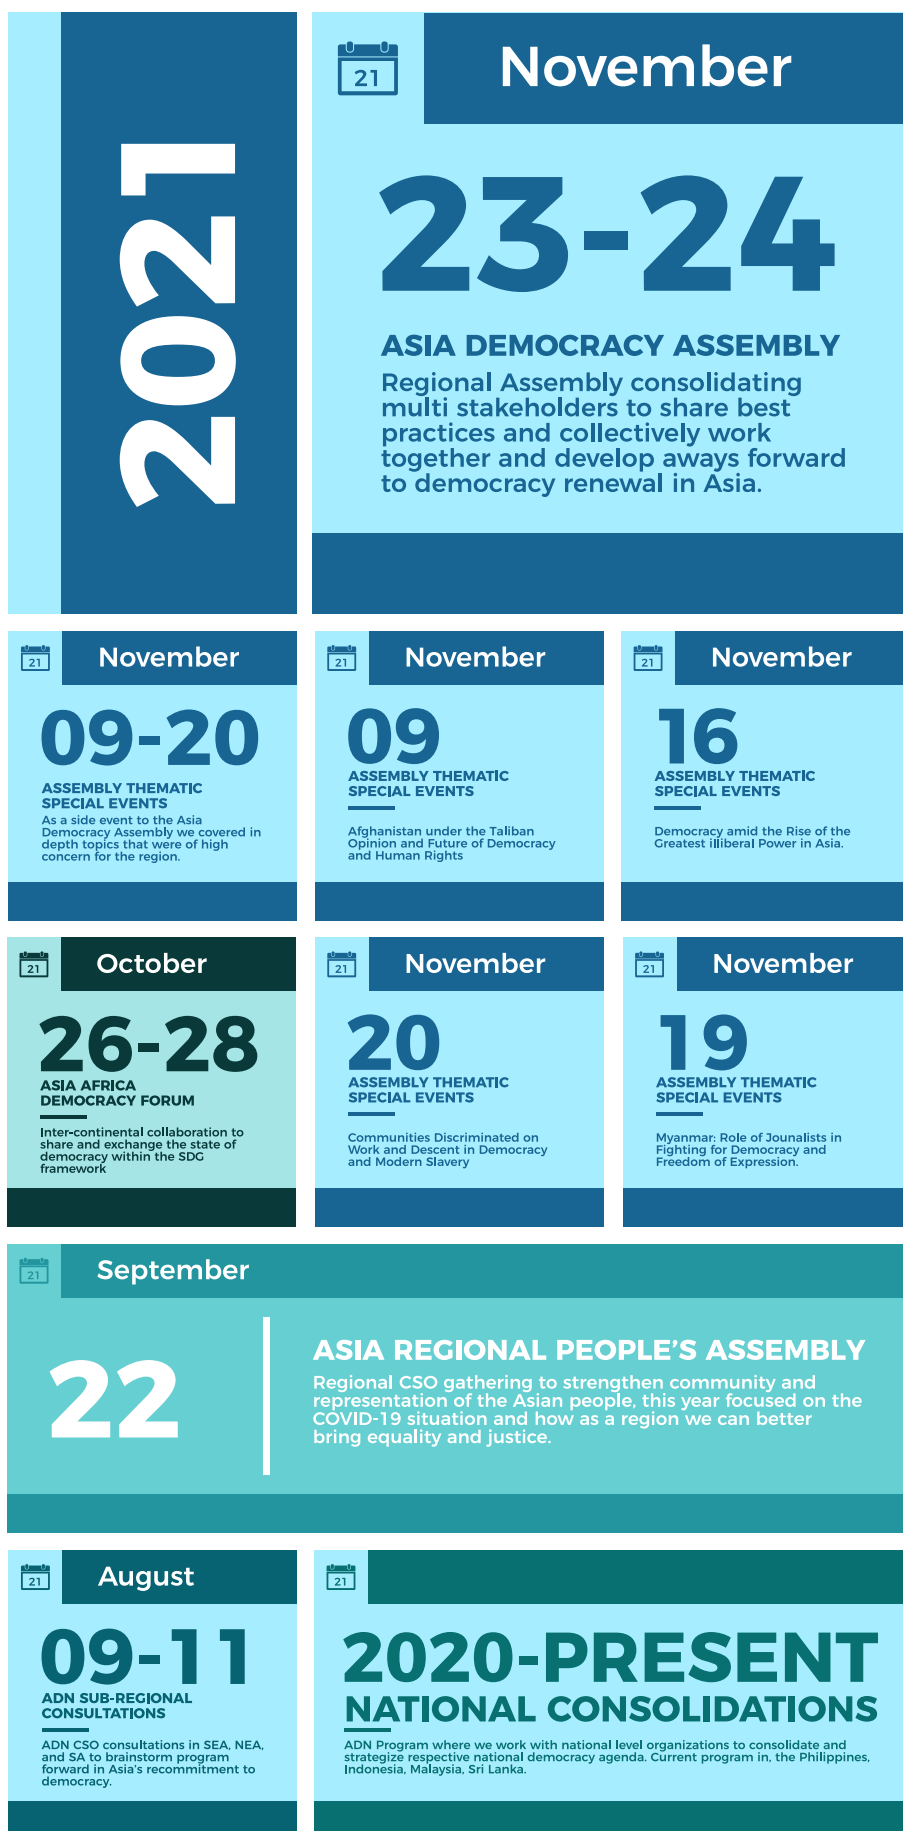 2021
21
November
23-24
ASIA DEMOCRACY ASSEMBLY
Regional Assembly consolidating
multi stakeholders to share best
practices and collectively work
together and develop aways forward
to democracy renewal in Asia.
21
November
09-20
ASSEMBLY THEMATIC
SPECIAL EVENTS
As a side event to the Asia
Democracy Assembly we covered in
depth topics that were of high
concern for the region.
21
November
09
ASSEMBLY THEMATIC
SPECIAL EVENTS
Afghanistan under the Taliban
Opinion and Future of Democracy
and Human Rights
21
November
16
ASSEMBLY THEMATIC
SPECIAL EVENTS
Democracy amid the Rise of the
Greatest illiberal Power in Asia.
21
October
26-28
ASIA AFRICA
DEMOCRACY FORUM
Inter-continental collaboration to
share and exchange the state of
democracy within the SDG
framework
21
November
20
ASSEMBLY THEMATIC
SPECIAL EVENTS
Communities Discriminated on
Work and Descent in Democracy
and Modern Slavery
21
November
19
ASSEMBLY THEMATIC
SPECIAL EVENTS
Myanmar: Role of Jounalists in
Fighting for Democracy and
Freedom of Expression.
21
September
22
ASIA REGIONAL PEOPLE'S ASSEMBLY
Regional CSO gathering to strengthen community and
representation of the Asian people, this year focused on the
COVID-19 situation and how as a region we can better
bring equality and justice.
21
August
09-11
ADN SUB-REGIONAL
CONSULTATIONS
ADN CSO consultations in SEA, NEA,
and SA to brainstorm program
forward in Asia's recommitment to
democracy.
21
2020-PRESENT
NATIONAL CONSOLIDATIONS
ADN Program where we work with national level organizations to consolidate and
strategize respective national democracy agenda. Current program in, the Philippines,
Indonesia, Malaysia, Sri Lanka.